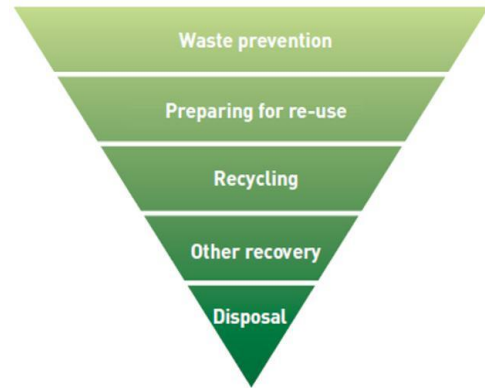 Waste prevention
Preparing for re-use
Recycling
Other recovery
Disposal